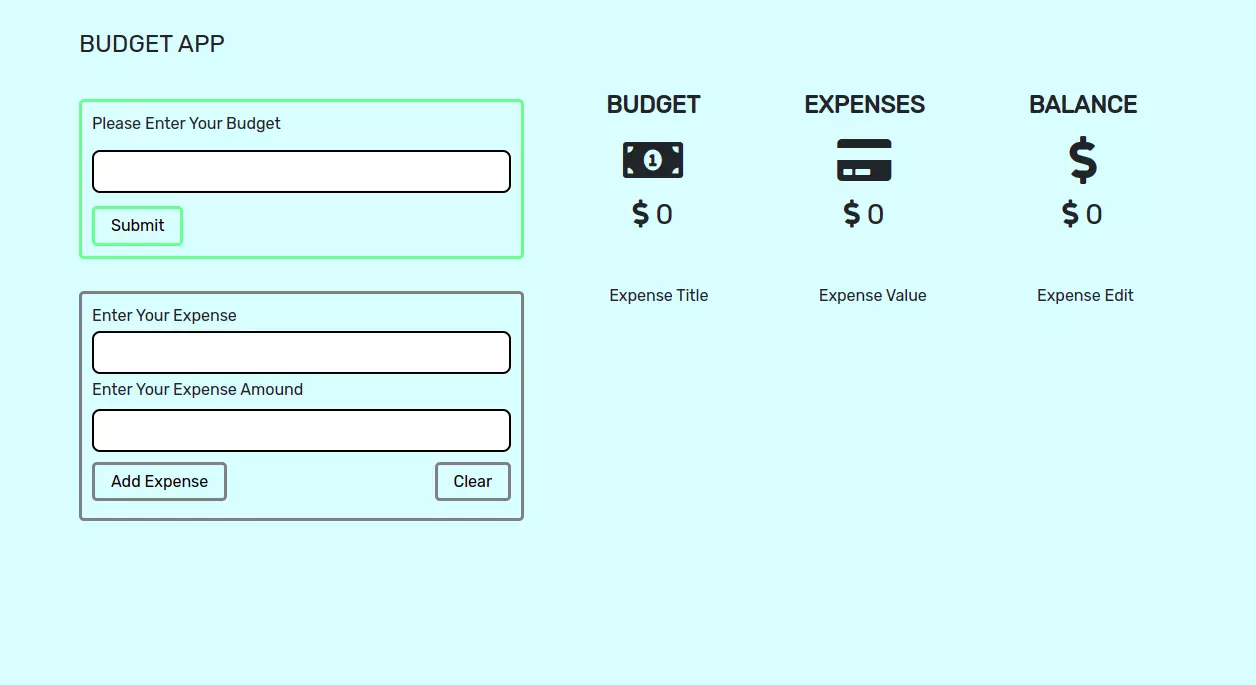 BUDGET APP
Please Enter Your Budget
Submit
Enter Your Expense
Enter Your Expense Amound
Add Expense Clear
BUDGET EXPENSES BALANCE
1 $
$ 0 $ 0 $ 0
Expense Title Expense Value Expense Edit